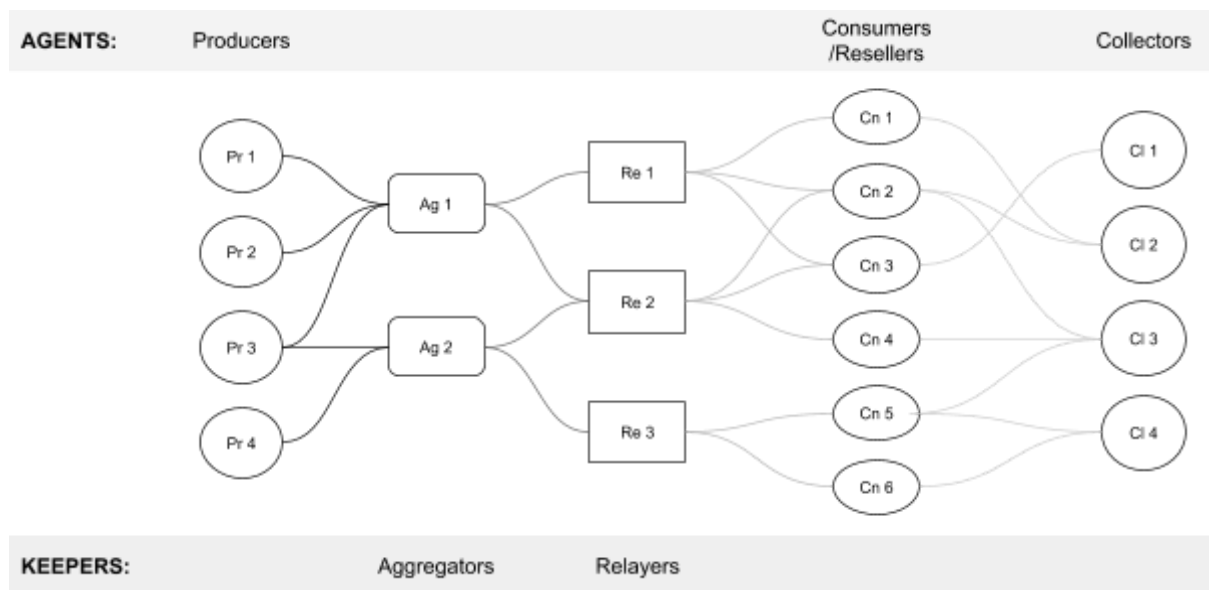 AGENTS:
Producers
Consumers
/Resellers
Collectors
Pr 1
Pr 2
Pr 3
Pr 4
Ag 1
Ag 2
Re 1
Re 2
Re 3
Cn 1
Cn 2
Cn 3
Cn 4
Cn 5
Cn 6
Cl 1
Cl 2
Cl 3
Cl 4
KEEPERS:
Aggregators
Relayers